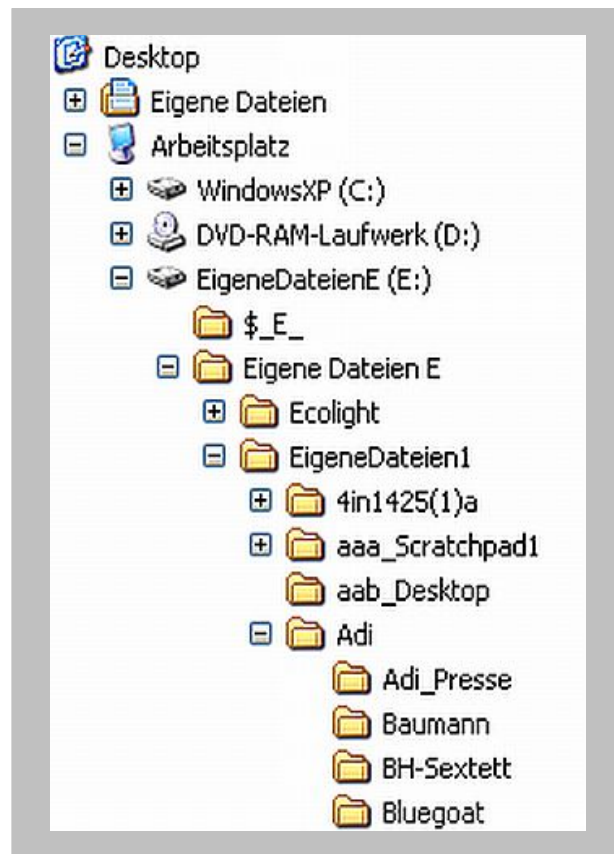 Desktop
Eigene Dateien
Arbeitsplatz
WindowsXP (C:)
DVD-RAM-Laufwerk (D:)
EigeneDateienE (E:)
$_E_
Eigene Dateien E
Ecolight
EigeneDateien1
4in1425(1)a
aaa_Scratchpad1
aab_Desktop
Adi
Adi_Presse
Baumann
BH-Sextett
Bluegoat